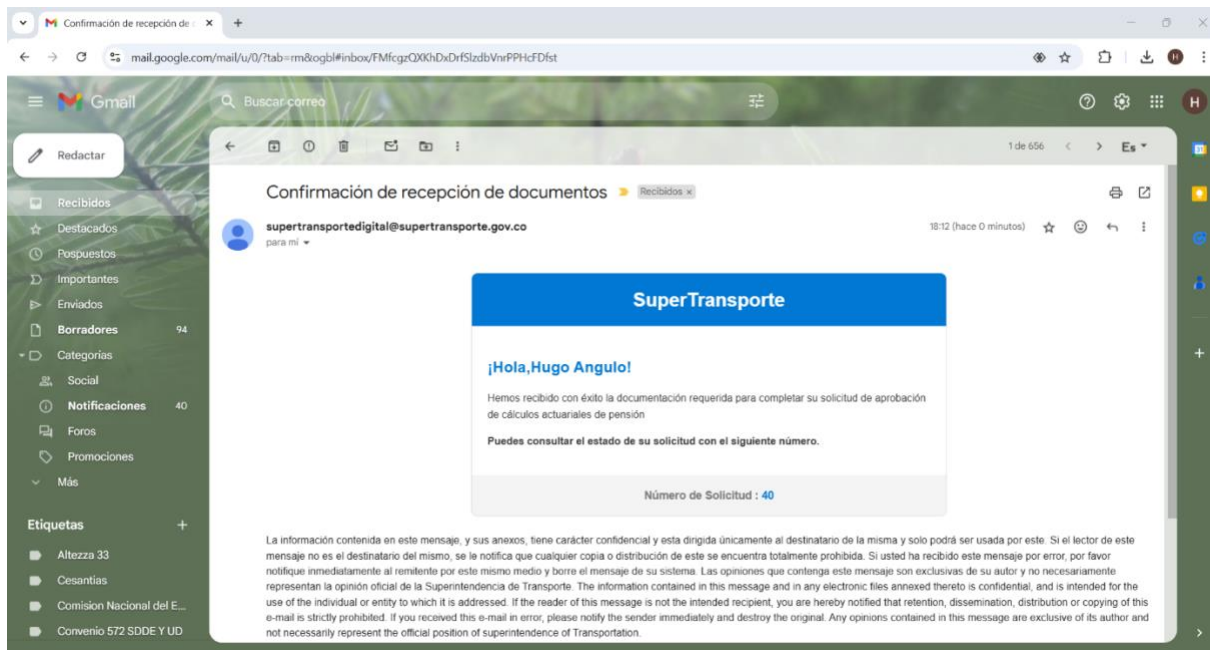 Confirmación de recepción de
mail.google.com/mail/u/0/?tab=rm&ogbl#inbox/FMfcgzQXKhDxDrfSlzdbVnrPPHcFDfst
H
Gmail
Buscar correo
H
Redactar
1 de 656
Es
31
Recibidos
Destacados
Pospuestos
Importantes
Enviados
Borradores 94
Categorías
Social
Notificaciones 40
Foros
Promociones
Más
Etiquetas
Altezza 33
Cesantias
Comision Nacional del E...
Convenio 572 SDDE Y UD
Confirmación de recepción de documentos
Recibidos x
supertransportedigital@supertransporte.gov.co
18:12 (hace 0 minutos)
para mí
SuperTransporte
¡Hola,Hugo Angulo!
Hemos recibido con éxito la documentación requerida para completar su solicitud de aprobación
de cálculos actuariales de pensión
Puedes consultar el estado de su solicitud con el siguiente número.
Número de Solicitud : 40
La información contenida en este mensaje, y sus anexos, tiene carácter confidencial y esta dirigida únicamente al destinatario de la misma y solo podrá ser usada por este. Si el lector de este
mensaje no es el destinatario del mismo, se le notifica que cualquier copia o distribución de este se encuentra totalmente prohibida. Si usted ha recibido este mensaje por error, por favor
notifique inmediatamente al remitente por este mismo medio y borre el mensaje de su sistema. Las opiniones que contenga este mensaje son exclusivas de su autor y no necesariamente
representan la opinión oficial de la Superintendencia de Transporte. The information contained in this message and in any electronic files annexed thereto is confidential, and is intended for the
use of the individual or entity to which it is addressed. If the reader of this message is not the intended recipient, you are hereby notified that retention, dissemination, distribution or copying of this
e-mail is strictly prohibited. If you received this e-mail in error, please notify the sender immediately and destroy the original. Any opinions contained in this message are exclusive of its author and
not necessarily represent the official position of superintendence of Transportation.